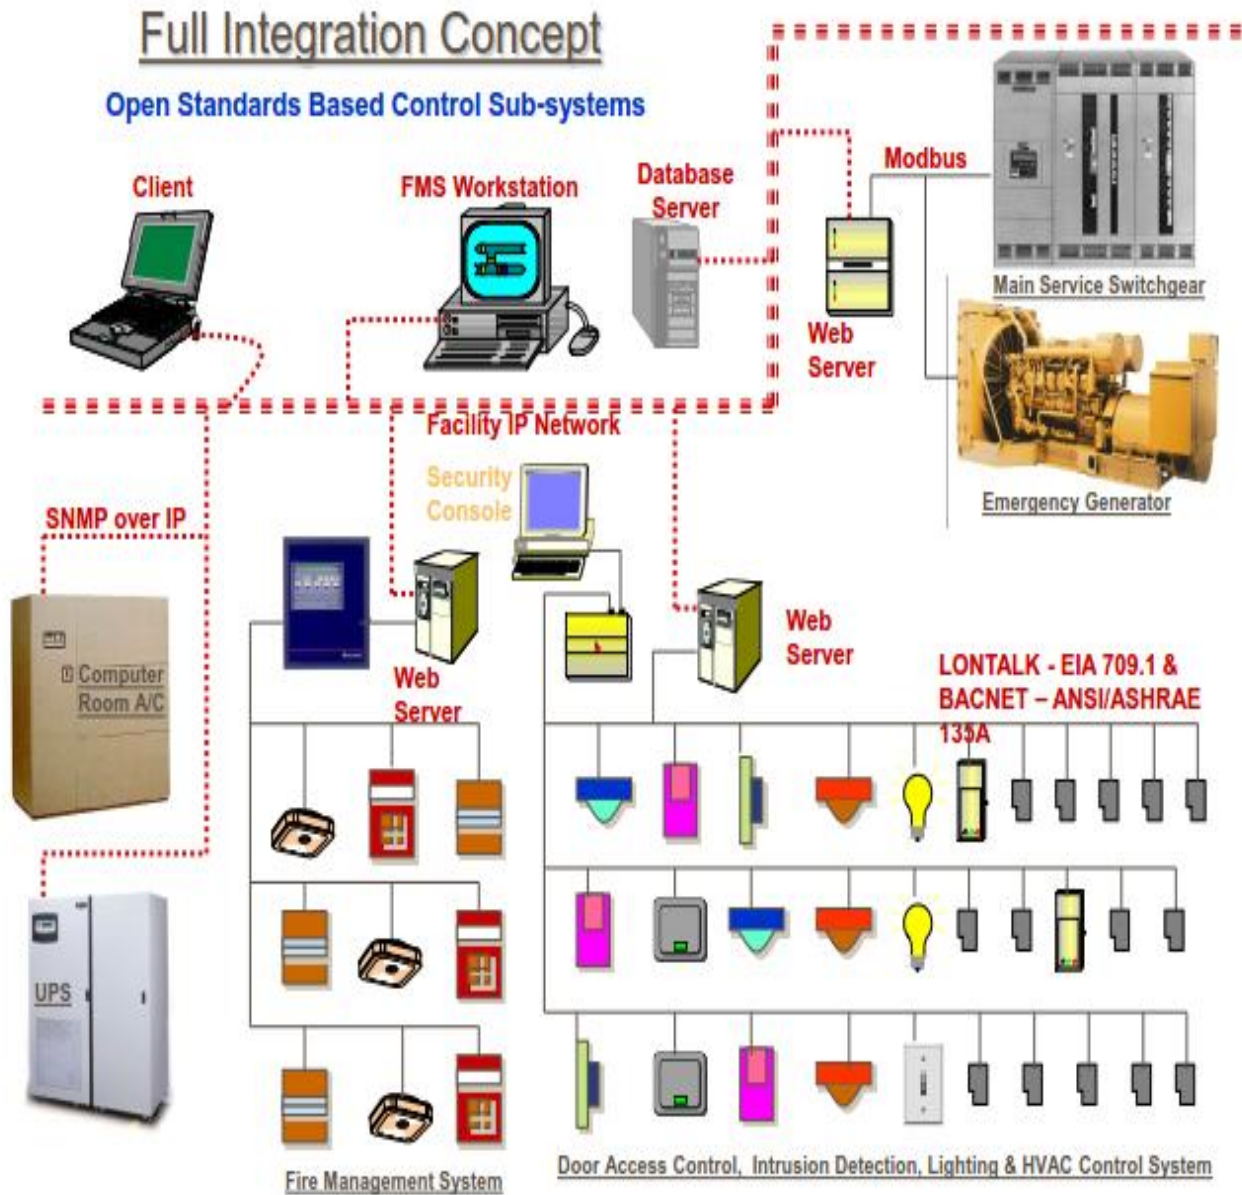 Full Integration Concept
Open Standards Based Control Sub-systems
Client
FMS Workstation
Database
Server
Modbus
Main Service Switchgear
Web
Server
Facility IP Network
Security
Console
Emergency Generator
SNMP over IP
Computer
Room A/C
Web
Server
Web
Server
LONTALK - EIA 709.1 &
BACNET – ANSI/ASHRAE
135A
UPS
Fire Management System
Door Access Control, Intrusion Detection, Lighting & HVAC Control System